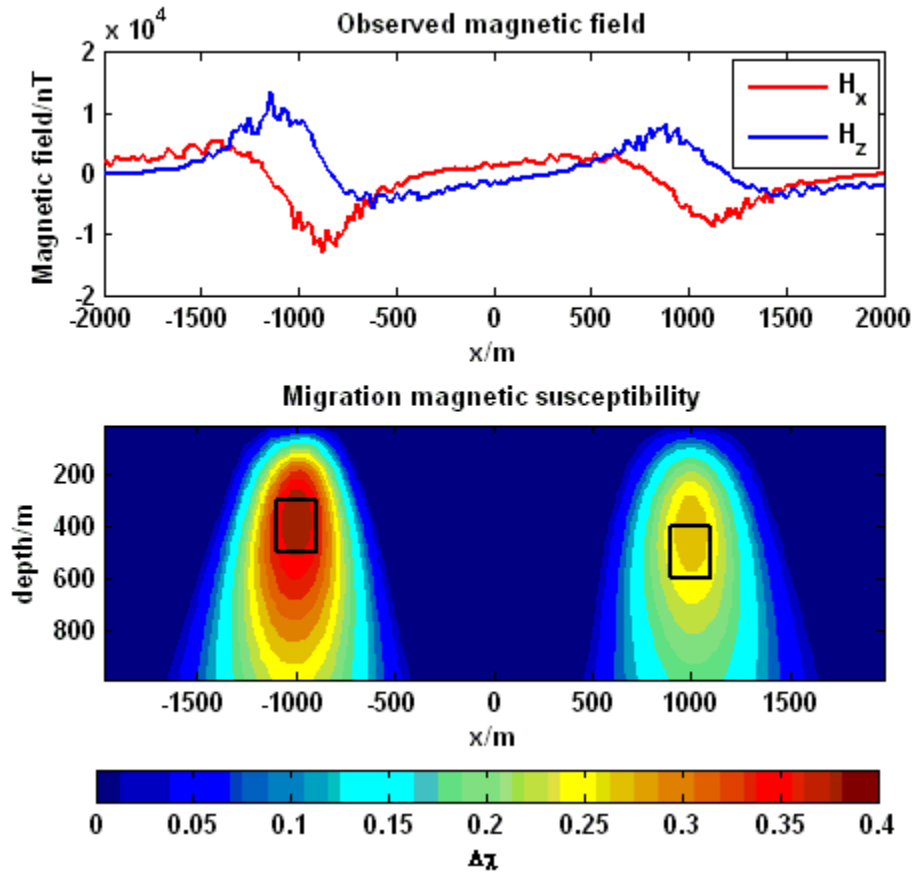 Observed magnetic field
x 10⁴
2
1
0
-1
-2
Magnetic field/nT
H_x
H_z
-2000 -1500 -1000 -500 0 500 1000 1500 2000
x/m
Migration magnetic susceptibility
200
400
600
800
depth/m
-1500 -1000 -500 0 500 1000 1500
x/m
0 0.05 0.1 0.15 0.2 0.25 0.3 0.35 0.4
Δχ